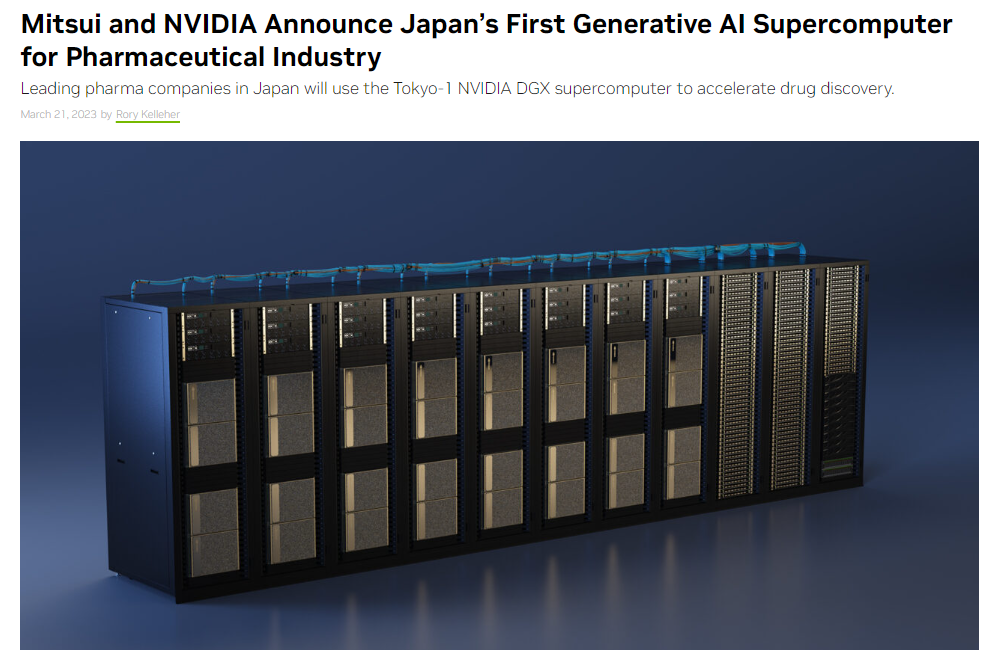 Mitsui and NVIDIA Announce Japan’s First Generative AI Supercomputer
for Pharmaceutical Industry
Leading pharma companies in Japan will use the Tokyo-1 NVIDIA DGX supercomputer to accelerate drug discovery.
March 21, 2023 by Rory Kelleher